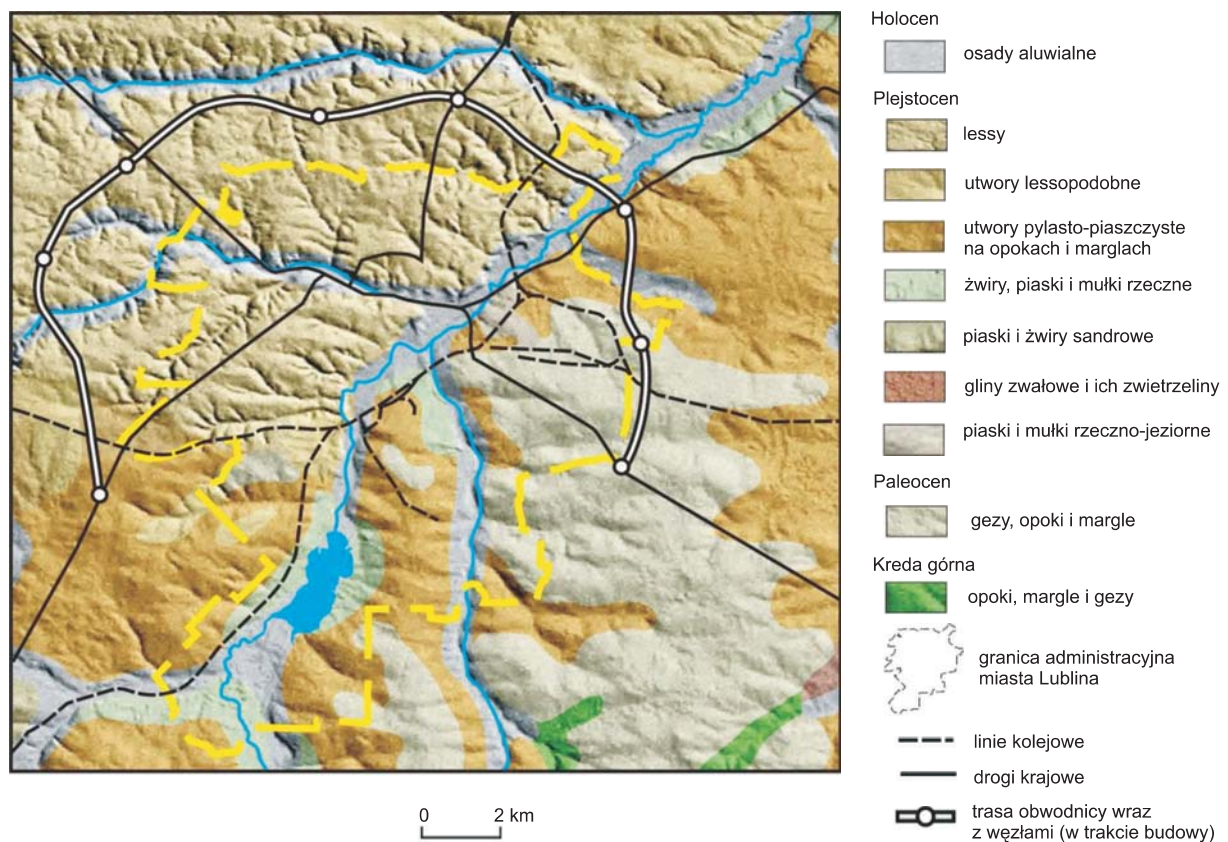 Holocen
osady aluwialne
Plejstocen
lessy
utwory lessopodobne
utwory pylasto-piaszczyste
na opokach i marglach
żwiry, piaski i mułki rzeczne
piaski i żwiry sandrowe
gliny zwałowe i ich zwietrzeliny
piaski i mułki rzeczno-jeziorne
Paleocen
gezy, opoki i margle
Kreda górna
opoki, margle i gezy
granica administracyjna
miasta Lublina
linie kolejowe
drogi krajowe
trasa obwodnicy wraz
z węzłami (w trakcie budowy)
0 2 km